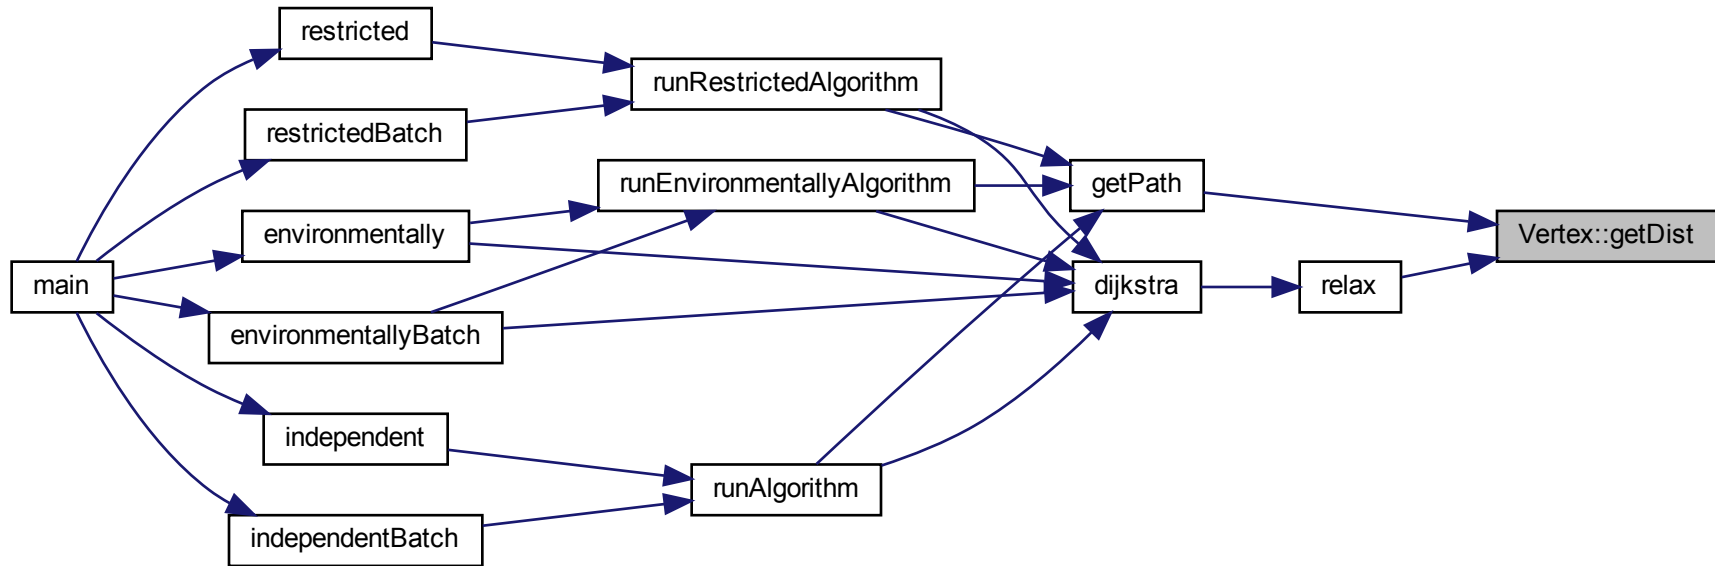 restricted
runRestrictedAlgorithm
restrictedBatch
runEnvironmentallyAlgorithm
getPath
environmentally
Vertex::getDist
main
dijkstra
relax
environmentallyBatch
independent
runAlgorithm
independentBatch